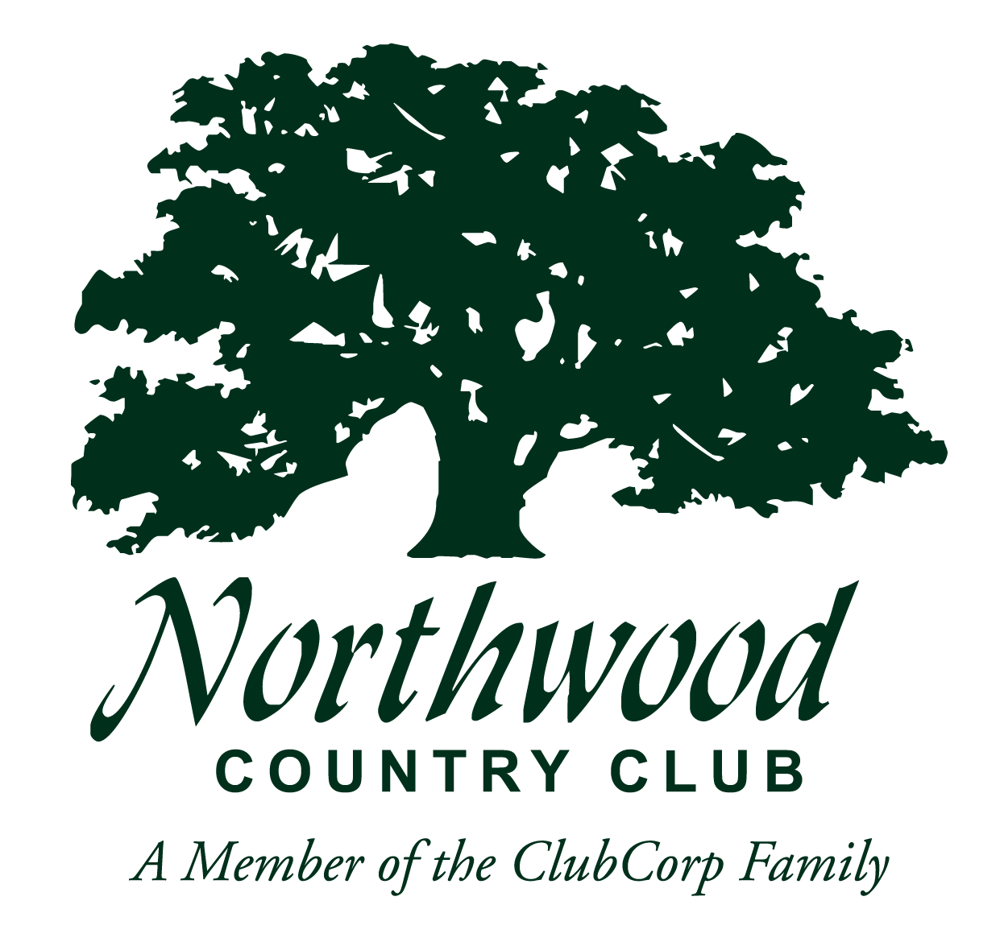 Northwood
COUNTRY CLUB
A Member of the ClubCorp Family